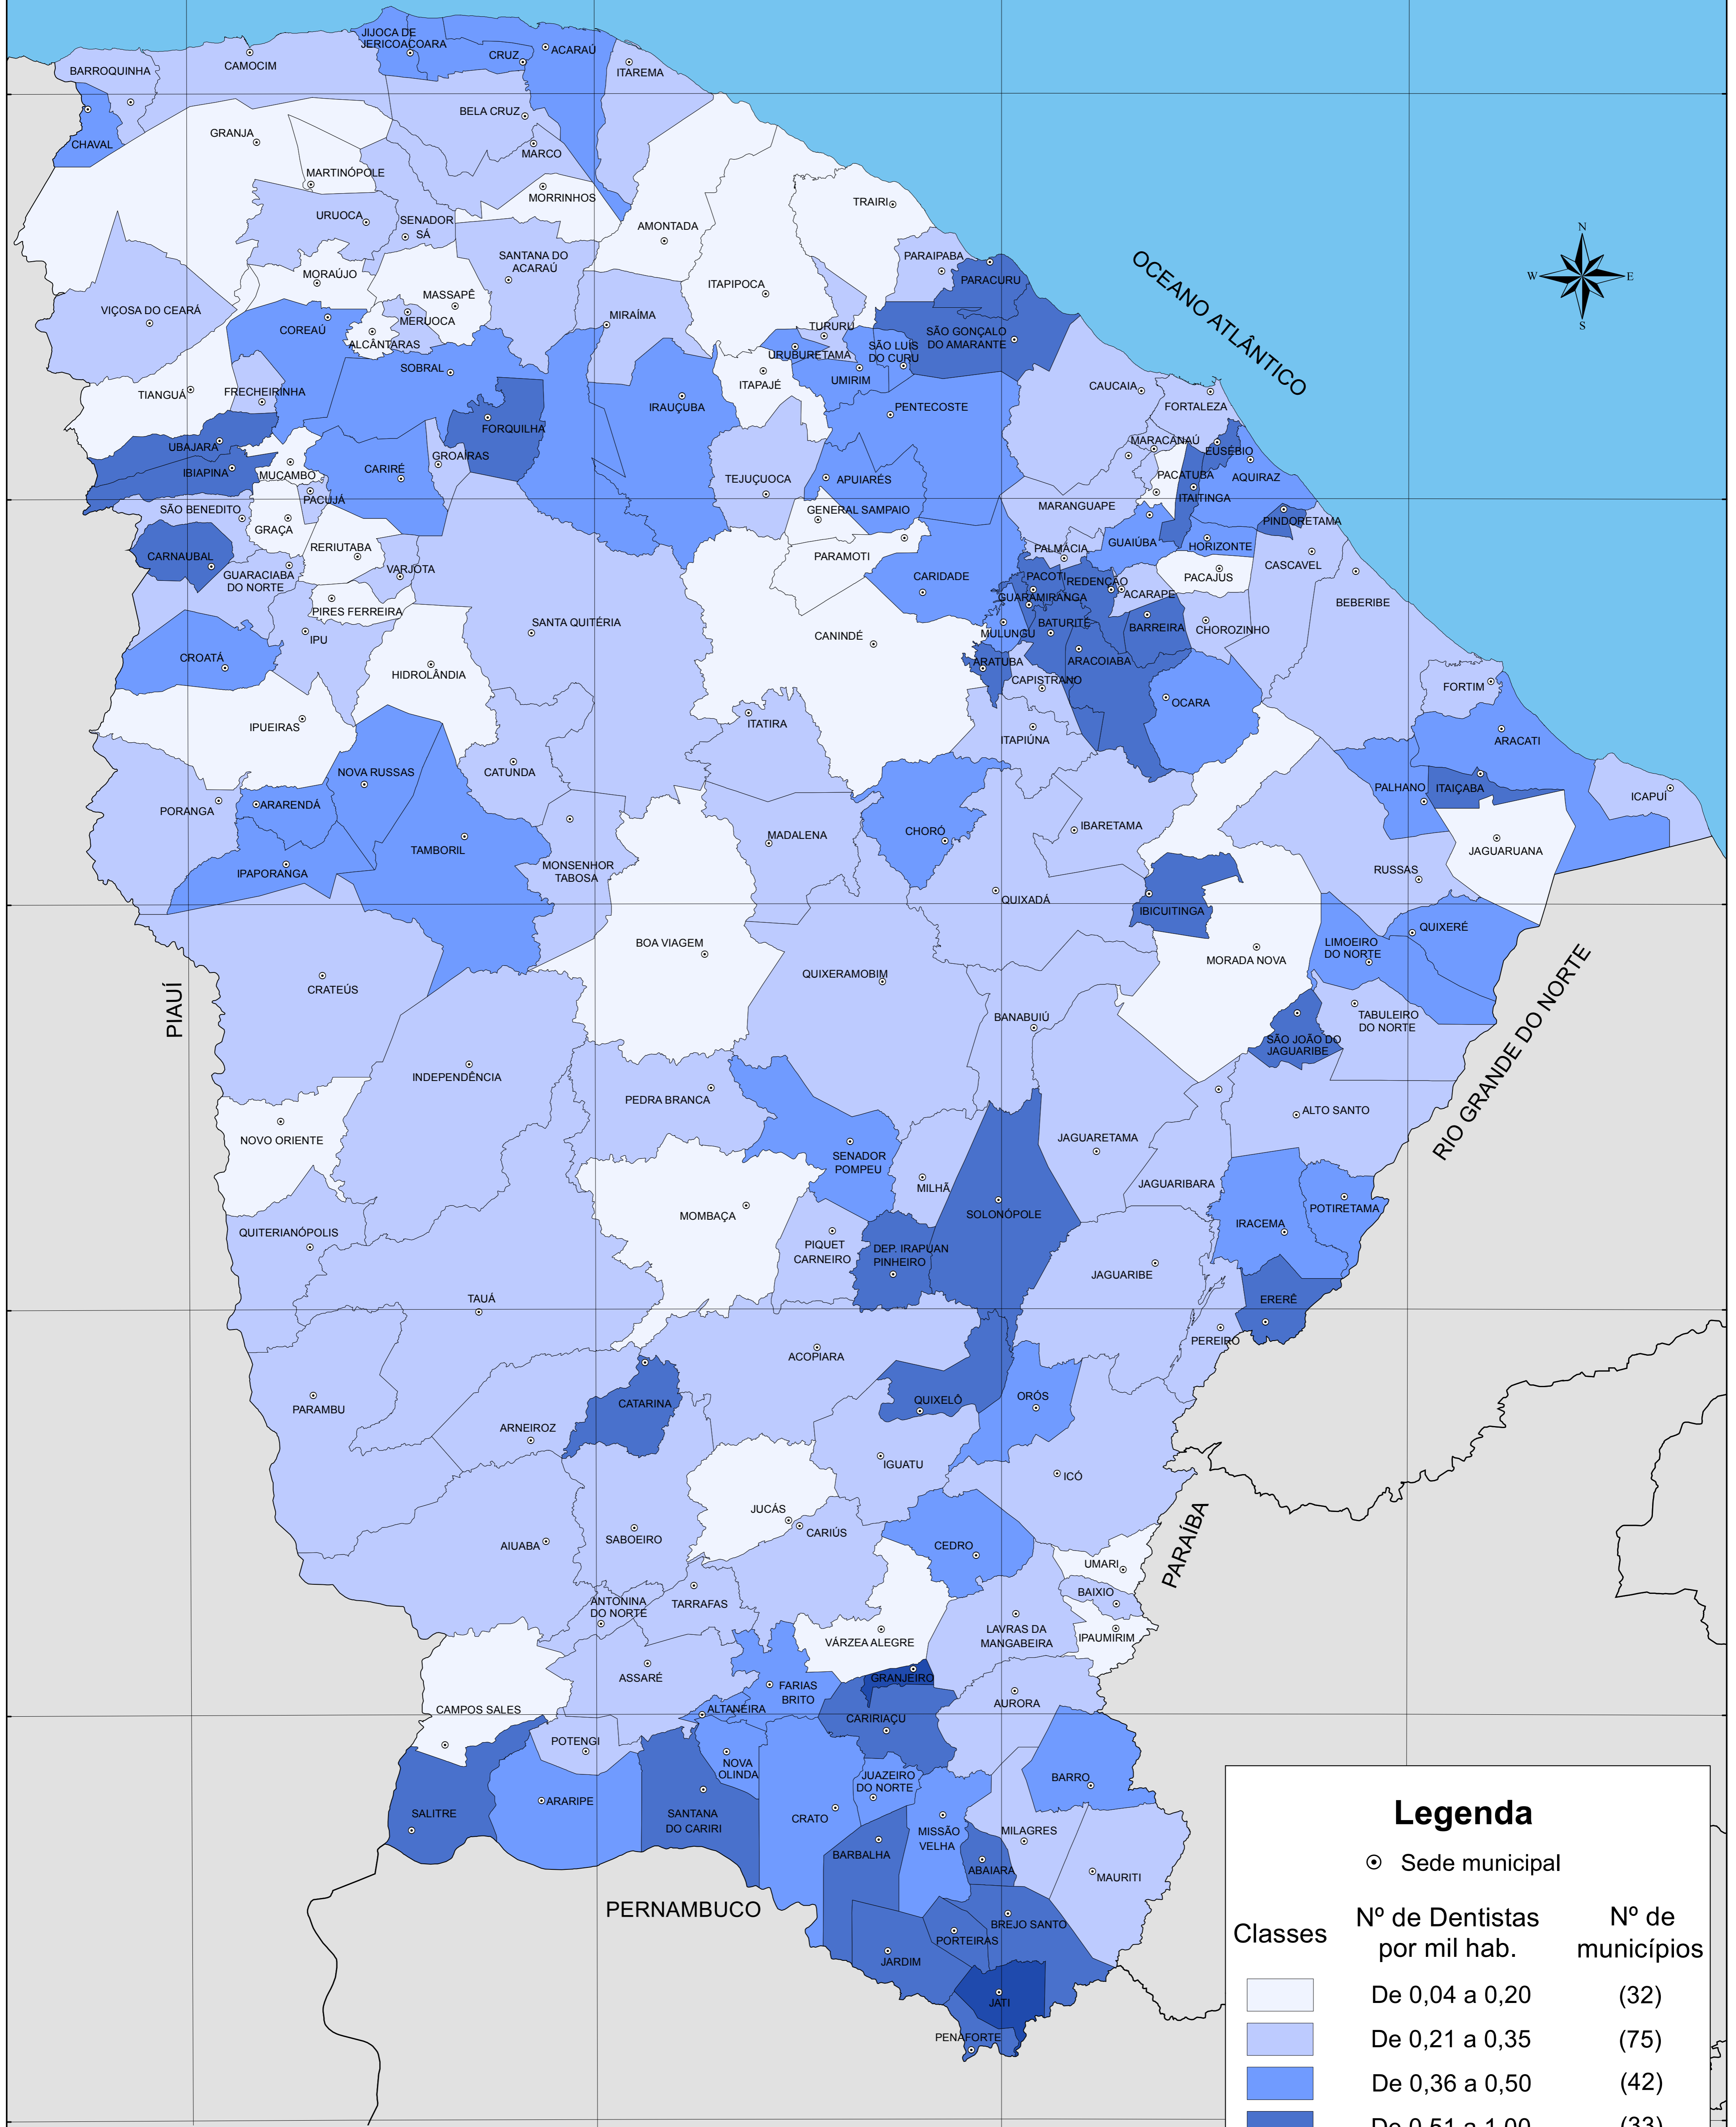 JIJOCA DE
JERICOACOARA
CRUZ
ACARAÚ
BARROQUINHA
CAMOCIM
ITAREMA
BELA CRUZ
CHAVAL
GRANJA
MARCO
MARTINÓPOLE
MORRINHOS
TRAIRI
URUOCA
SENADOR
SÁ
AMONTADA
N
W
E
S
SANTANA DO
ACARAÚ
PARAIPABA
OCEANO ATLÂNTICO
MORAÚJO
PARACURU
ITAPIPOCA
MASSAPÊ
VIÇOSA DO CEARÁ
MERUOCA
MIRAÍMA
COREAÚ
TURURU
SÃO GONÇALO
DO AMARANTE
ALCÂNTARAS
URUBURETAMA
SÃO LUIS
DO CURU
SOBRAL
ITAPAJÉ
UMIRIM
CAUCAIA
TIANGUÁ
FRECHEIRINHA
IRAUÇUBA
PENTECOSTE
FORTALEZA
FORQUILHA
MARACANAÚ
UBAJARA
EUSÉBIO
GROAÍRAS
IBIAPINA
MUCAMBO
CARIRÉ
TEJUÇUOCA
APUIARÉS
PACATUBA
AQUIRAZ
PACUJÁ
ITAITINGA
SÃO BENEDITO
GENERAL SAMPAIO
MARANGUAPE
PINDORETAMA
GRAÇA
RERIUTABA
PARAMOTI
PALMÁCIA
GUAIÚBA
HORIZONTE
CARNAUBAL
GUARACIABA
DO NORTE
VARJOTA
CARIDADE
PACOTI
REDENÇÃO
PACAJUS
CASCAVEL
GUARAMIRANGA
ACARAPE
BEBERIBE
PIRES FERREIRA
SANTA QUITÉRIA
CANINDÉ
MULUNGU
BATURITÉ
BARREIRA
CHOROZINHO
IPU
CROATÁ
HIDROLÂNDIA
ARATUBA
ARACOIABA
CAPISTRANO
FORTIM
OCARA
IPUEIRAS
ITATIRA
ITAPIÚNA
ARACATI
NOVA RUSSAS
CATUNDA
PALHANO
ITAIÇABA
ICAPUÍ
PORANGA
ARARENDÁ
MADALENA
CHORÓ
IBARETAMA
TAMBORIL
JAGUARUANA
MONSENHOR
TABOSA
IPAPORANGA
RUSSAS
QUIXADÁ
IBICUITINGA
BOA VIAGEM
LIMOEIRO
DO NORTE
QUIXERÉ
QUIXERAMOBIM
MORADA NOVA
PIAUÍ
CRATEÚS
BANABUIÚ
TABULEIRO
DO NORTE
SÃO JOÃO DO
JAGUARIBE
RIO GRANDE DO NORTE
INDEPENDÊNCIA
PEDRA BRANCA
ALTO SANTO
NOVO ORIENTE
JAGUARETAMA
SENADOR
POMPEU
MILHÃ
JAGUARIBARA
POTIRETAMA
MOMBAÇA
SOLONÓPOLE
IRACEMA
QUITERIANÓPOLIS
PIQUET
CARNEIRO
DEP. IRAPUAN
PINHEIRO
JAGUARIBE
TAUÁ
ERERÊ
PEREIRO
ACOPIARA
QUIXELÔ
ORÓS
PARAMBU
CATARINA
ARNEIROZ
IGUATU
ICÓ
JUCÁS
CARIÚS
PARAÍBA
AIUABA
SABOEIRO
CEDRO
UMARI
BAIXIO
ANTONINA
DO NORTE
TARRAFAS
LAVRAS DA
MANGABEIRA
IPAUMIRIM
VÁRZEA ALEGRE
ASSARÉ
FARIAS
BRITO
GRANJEIRO
CAMPOS SALES
ALTANEIRA
AURORA
CARIRIAÇU
POTENGI
NOVA
OLINDA
JUAZEIRO
DO NORTE
BARRO
SALITRE
ARARIPE
SANTANA
DO CARIRI
CRATO
MISSÃO
VELHA
MILAGRES
BARBALHA
ABAIARA
MAURITI
PERNAMBUCO
BREJO SANTO
PORTEIRAS
JARDIM
JATI
PENAFORTE
Legenda
Sede municipal
Classes
Nº de Dentistas
por mil hab.
Nº de
municípios
De 0,04 a 0,20 (32)
De 0,21 a 0,35 (75)
De 0,36 a 0,50 (42)
De 0,51 a 1,00 (33)